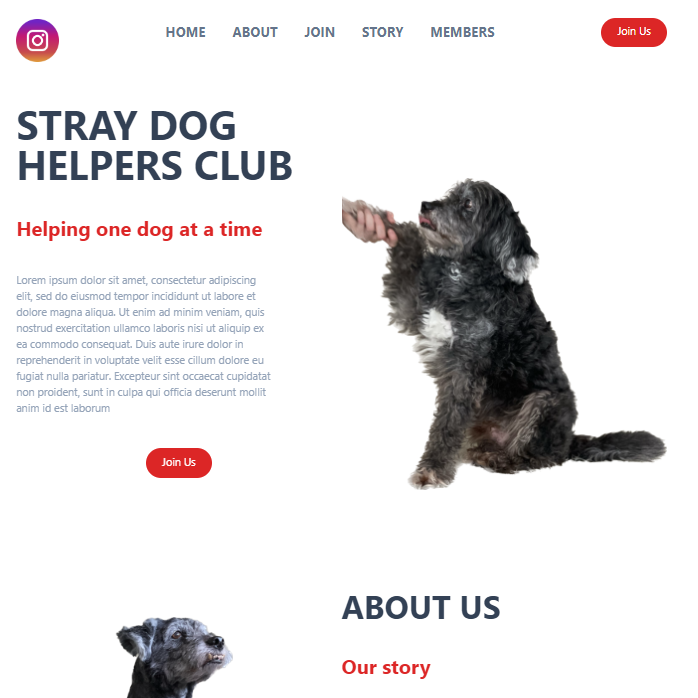 HOME ABOUT JOIN STORY MEMBERS Join Us
STRAY DOG
HELPERS CLUB
Helping one dog at a time
Lorem ipsum dolor sit amet, consectetur adipiscing
elit, sed do eiusmod tempor incididunt ut labore et
dolore magna aliqua. Ut enim ad minim veniam, quis
nostrud exercitation ullamco laboris nisi ut aliquip ex
ea commodo consequat. Duis aute irure dolor in
reprehenderit in voluptate velit esse cillum dolore eu
fugiat nulla pariatur. Excepteur sint occaecat cupidatat
non proident, sunt in culpa qui officia deserunt mollit
anim id est laborum
Join Us
ABOUT US
Our story